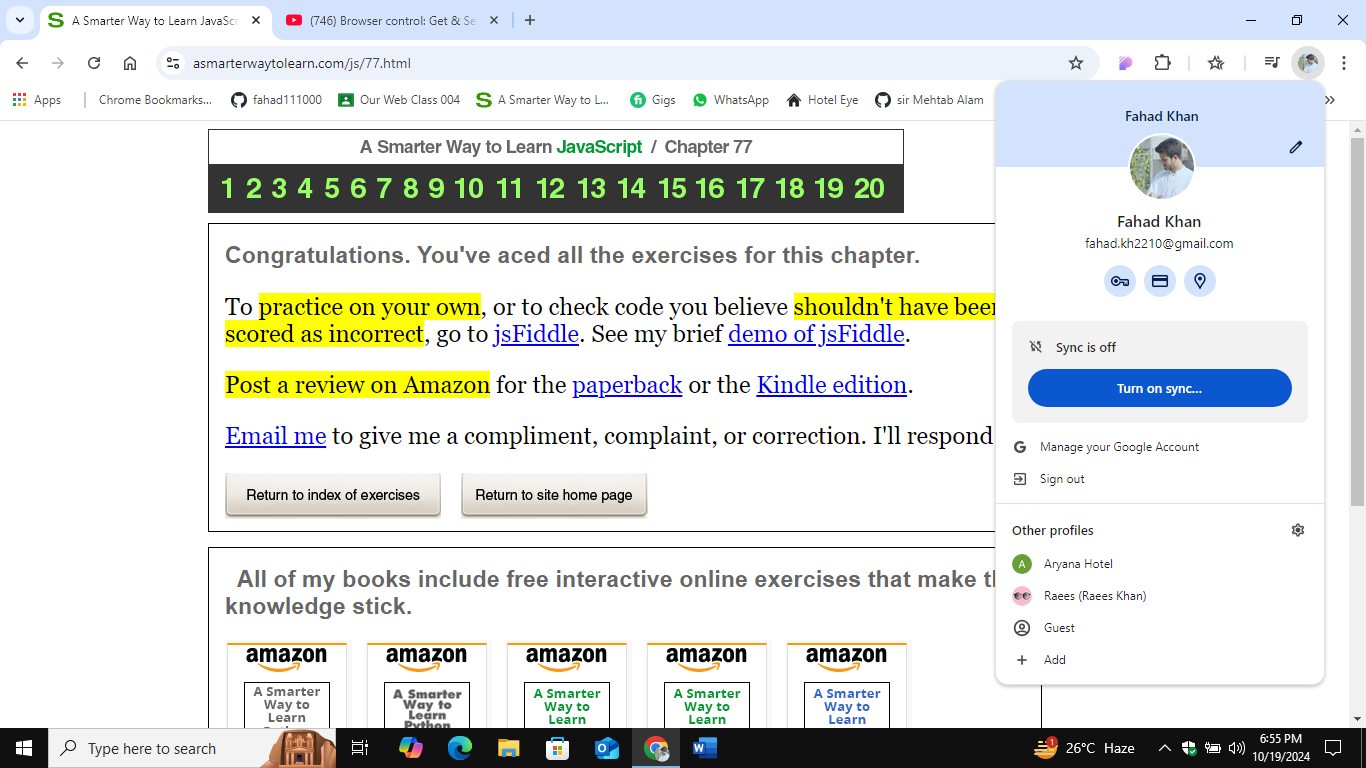 A Smarter Way to Learn JavaScr
(746) Browser control: Get & Se
asmarterwaytolearn.com/js/77.html
Apps
Chrome Bookmarks...
fahad111000
Our Web Class 004
A Smarter Way to L...
Gigs
WhatsApp
Hotel Eye
sir Mehtab Alam
A Smarter Way to Learn JavaScript / Chapter 77
1 2 3 4 5 6 7 8 9 10 11 12 13 14 15 16 17 18 19 20
Congratulations. You've aced all the exercises for this chapter.
To practice on your own, or to check code you believe shouldn't have been
scored as incorrect, go to jsFiddle. See my brief demo of jsFiddle.
Post a review on Amazon for the paperback or the Kindle edition.
Email me to give me a compliment, complaint, or correction. I'll respond
Return to index of exercises
Return to site home page
All of my books include free interactive online exercises that make th
knowledge stick.
amazon
A Smarter
Way to
Learn
amazon
A Smarter
Way to
Learn
Python
amazon
A Smarter
Way to
Learn
amazon
A Smarter
Way to
Learn
amazon
A Smarter
Way to
Learn
Fahad Khan
Fahad Khan
fahad.kh2210@gmail.com
Sync is off
Turn on sync...
Manage your Google Account
Sign out
Other profiles
A
Aryana Hotel
Raees (Raees Khan)
Guest
Add
Type here to search
1
26°C Haze
6:55 PM
10/19/2024